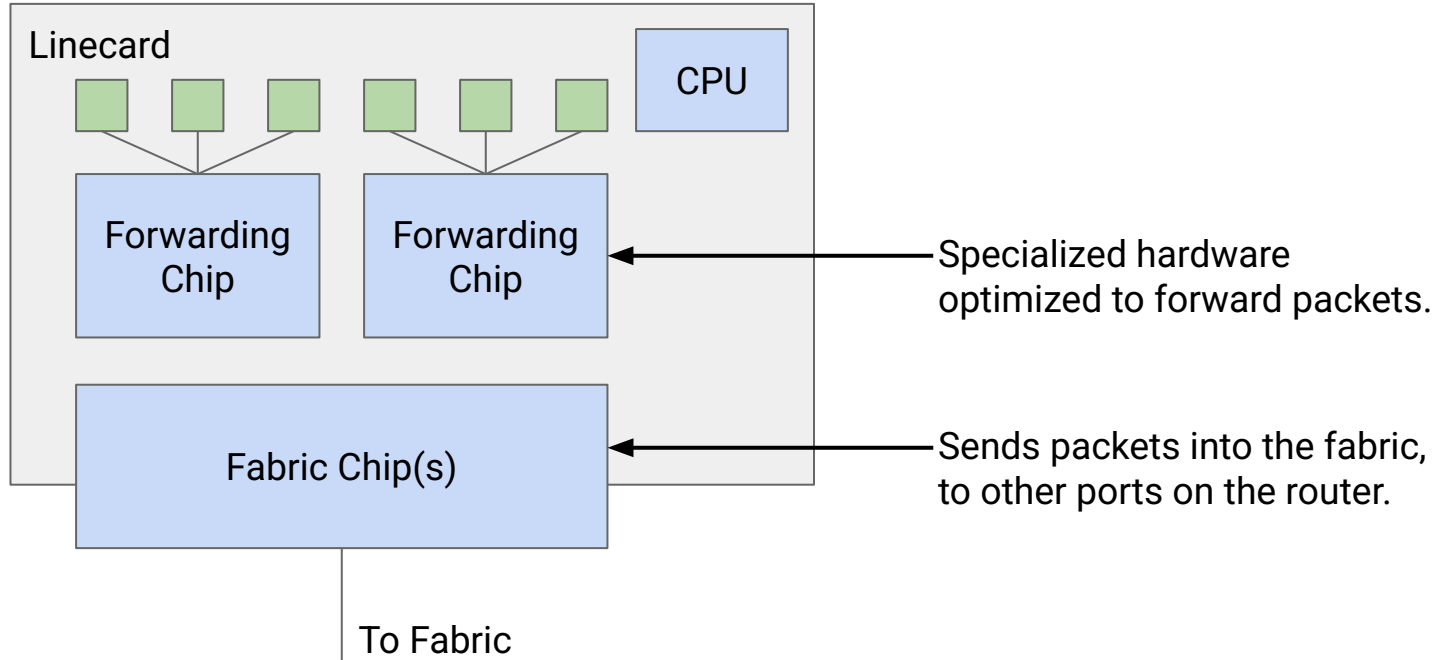 Linecard
CPU
Forwarding
Chip
Forwarding
Chip
Specialized hardware
optimized to forward packets.
Fabric Chip(s)
Sends packets into the fabric,
to other ports on the router.
To Fabric